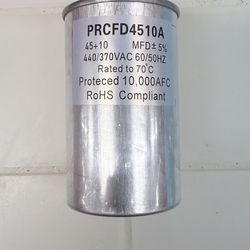 PRCFD4510A
45+10 MFD± 5%
440/370VAC 60/50HZ
Rated to 70°C
Proteced 10,000AFC
RoHS Compliant